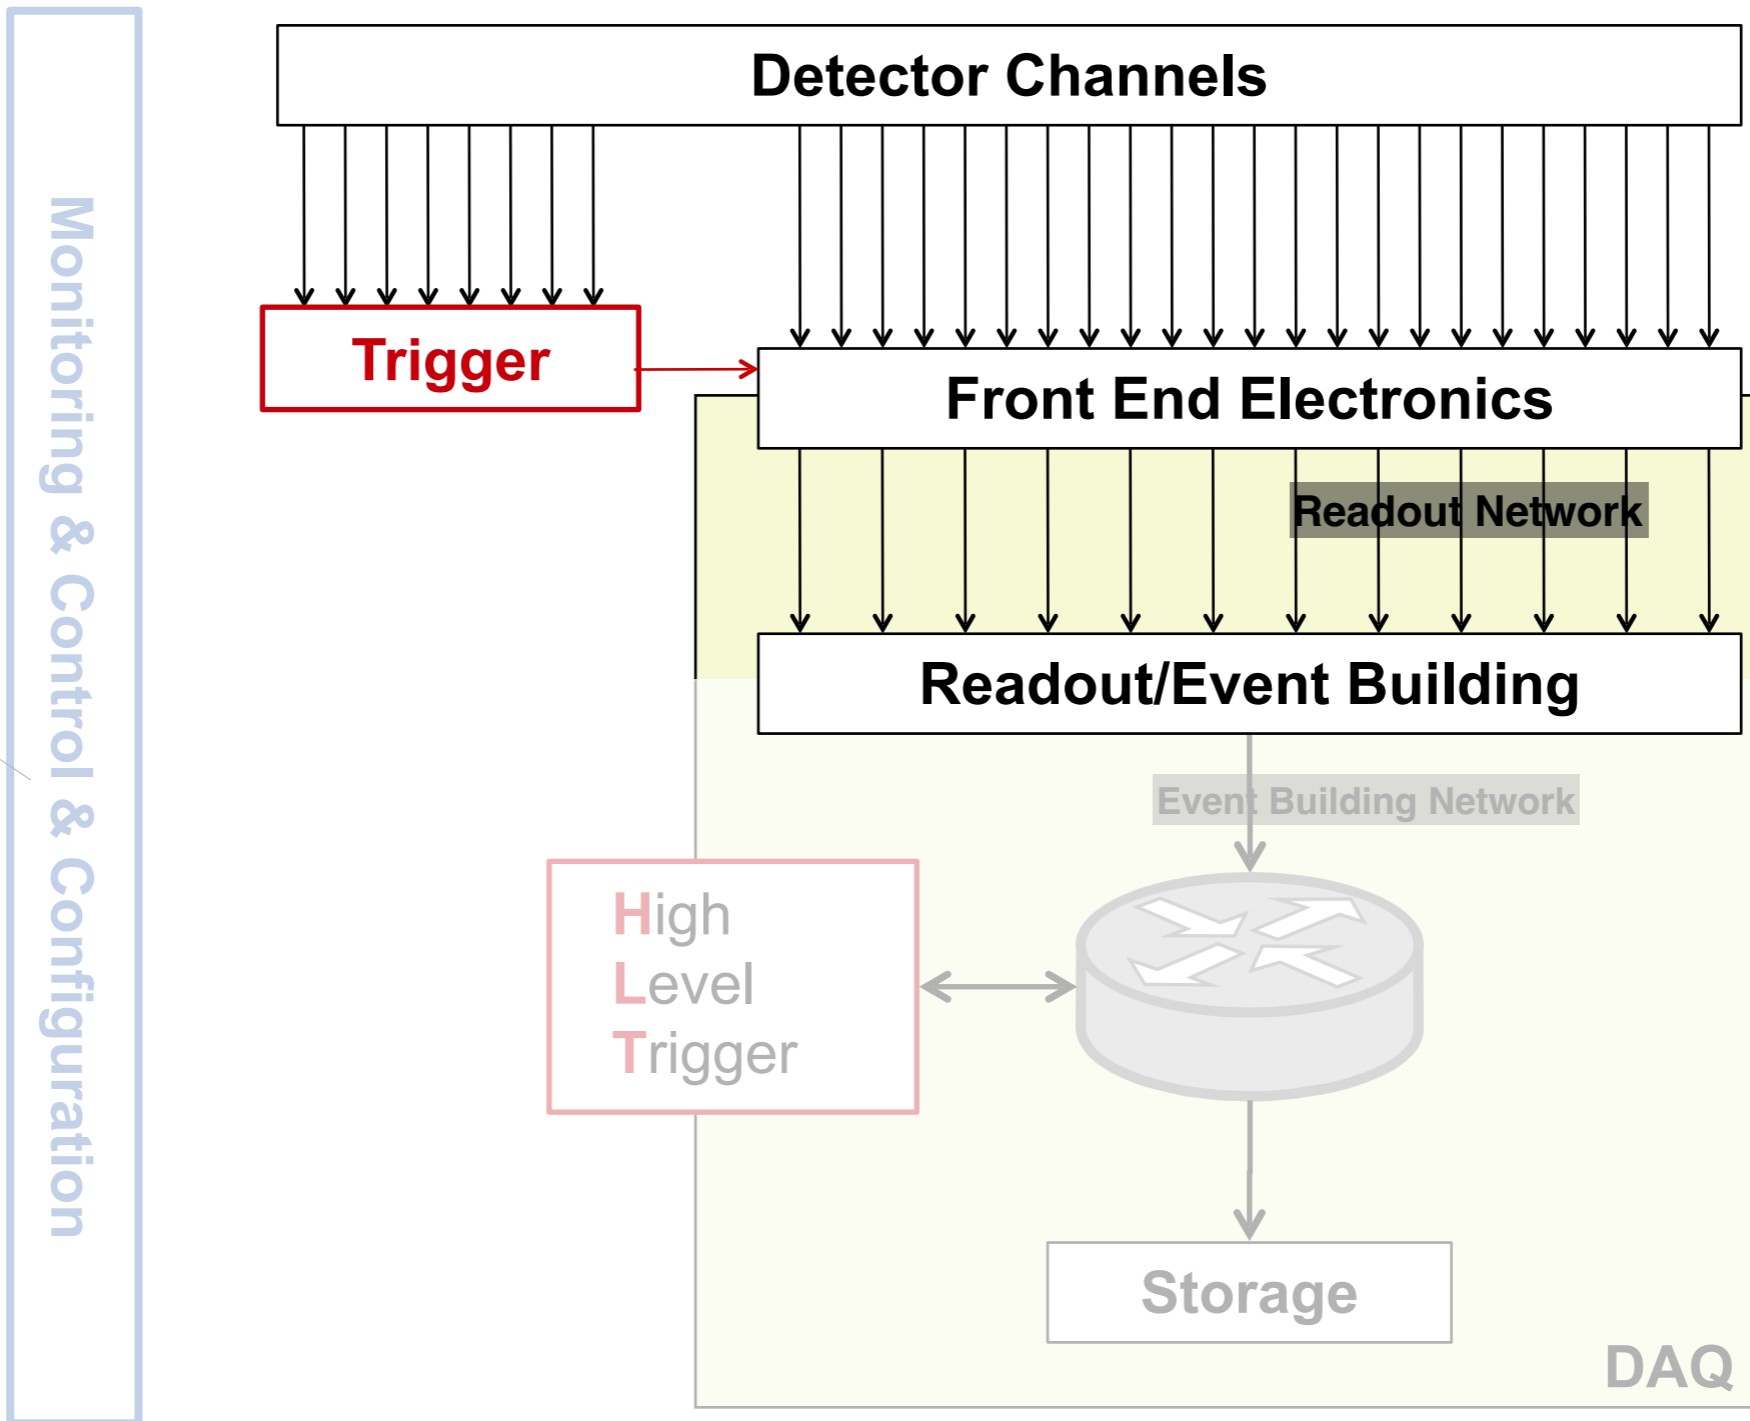 Detector Channels
Monitoring & Control & Configuration
Trigger
Front End Electronics
Readout Network
Readout/Event Building
Event Building Network
High
Level
Trigger
Storage
DAQ